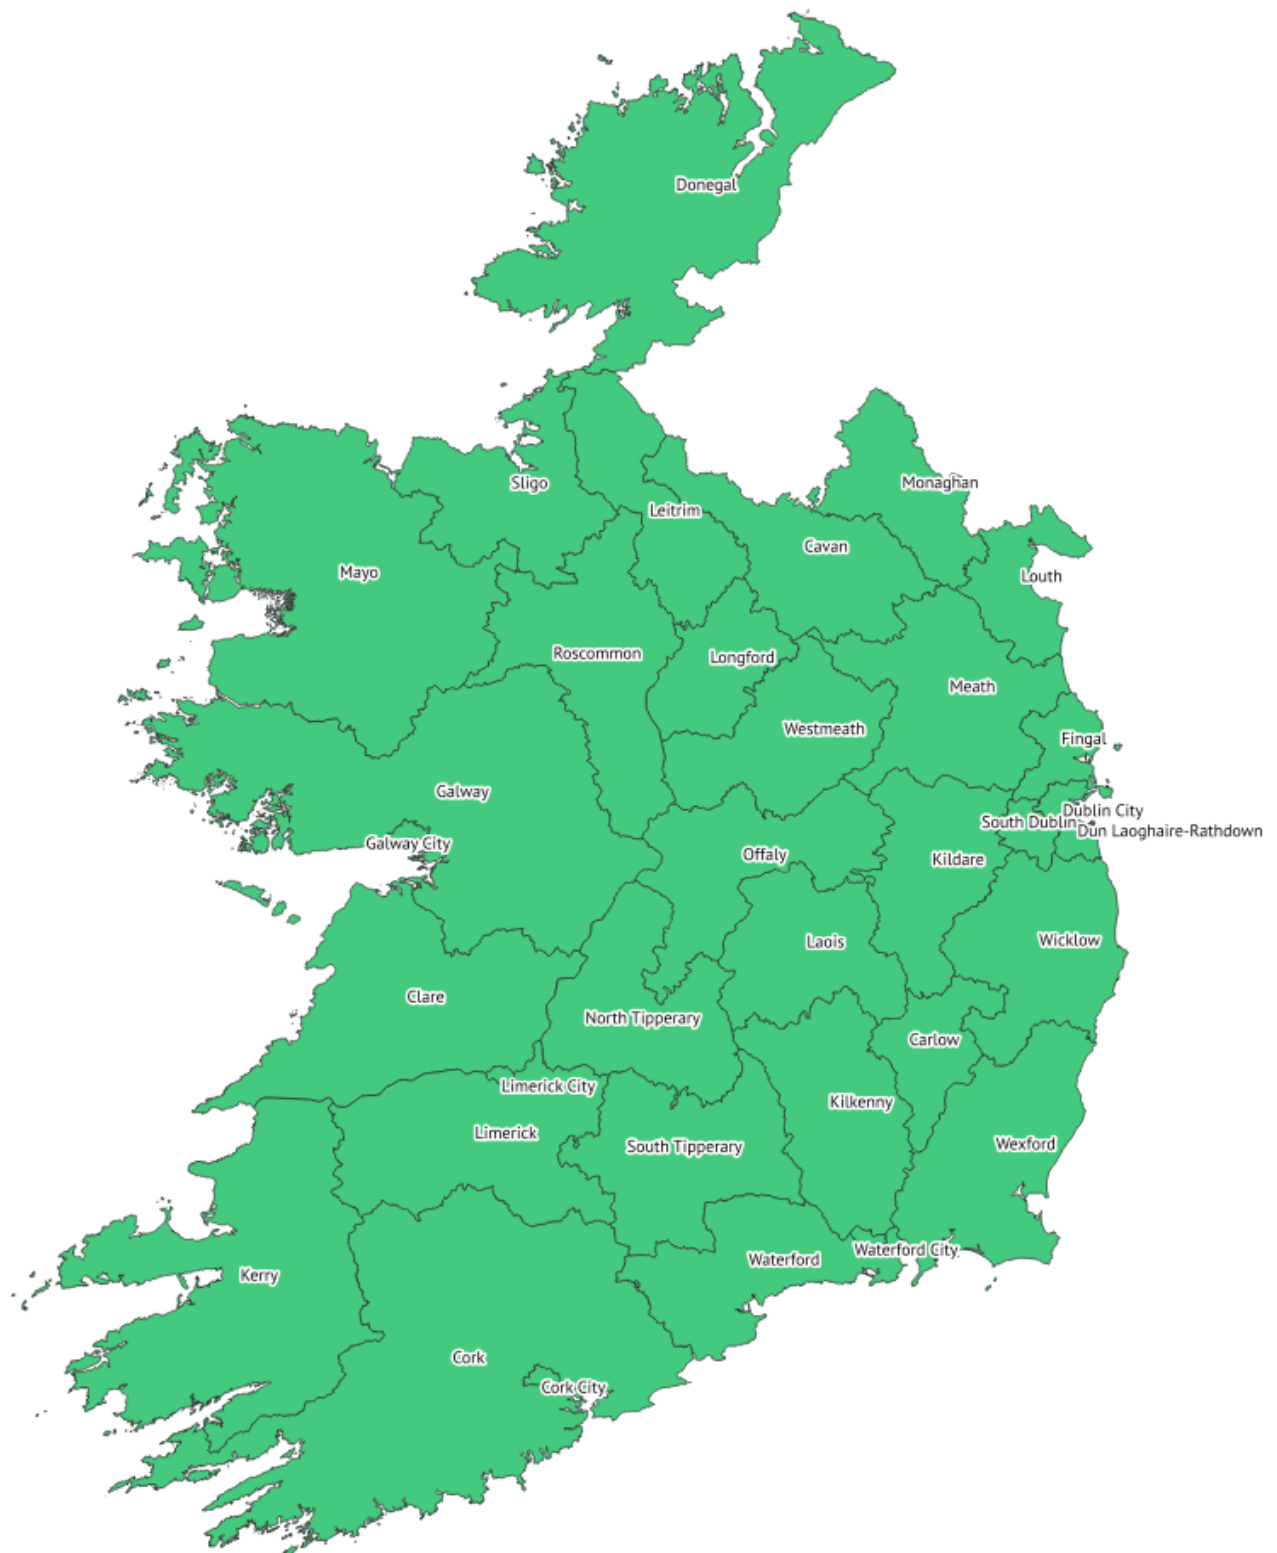 Donegal
Monaghan
Sligo
Leitrim
Cavan
Mayo
Louth
Roscommon
Longford
Meath
Westmeath
Fingal
Galway
Dublin City
South Dublin
Dún Laoghaire-Rathdown
Galway City
Offaly
Kildare
Laois
Wicklow
Clare
North Tipperary
Carlow
Limerick City
Kilkenny
Limerick
South Tipperary
Wexford
Waterford City
Waterford
Kerry
Cork
Cork City